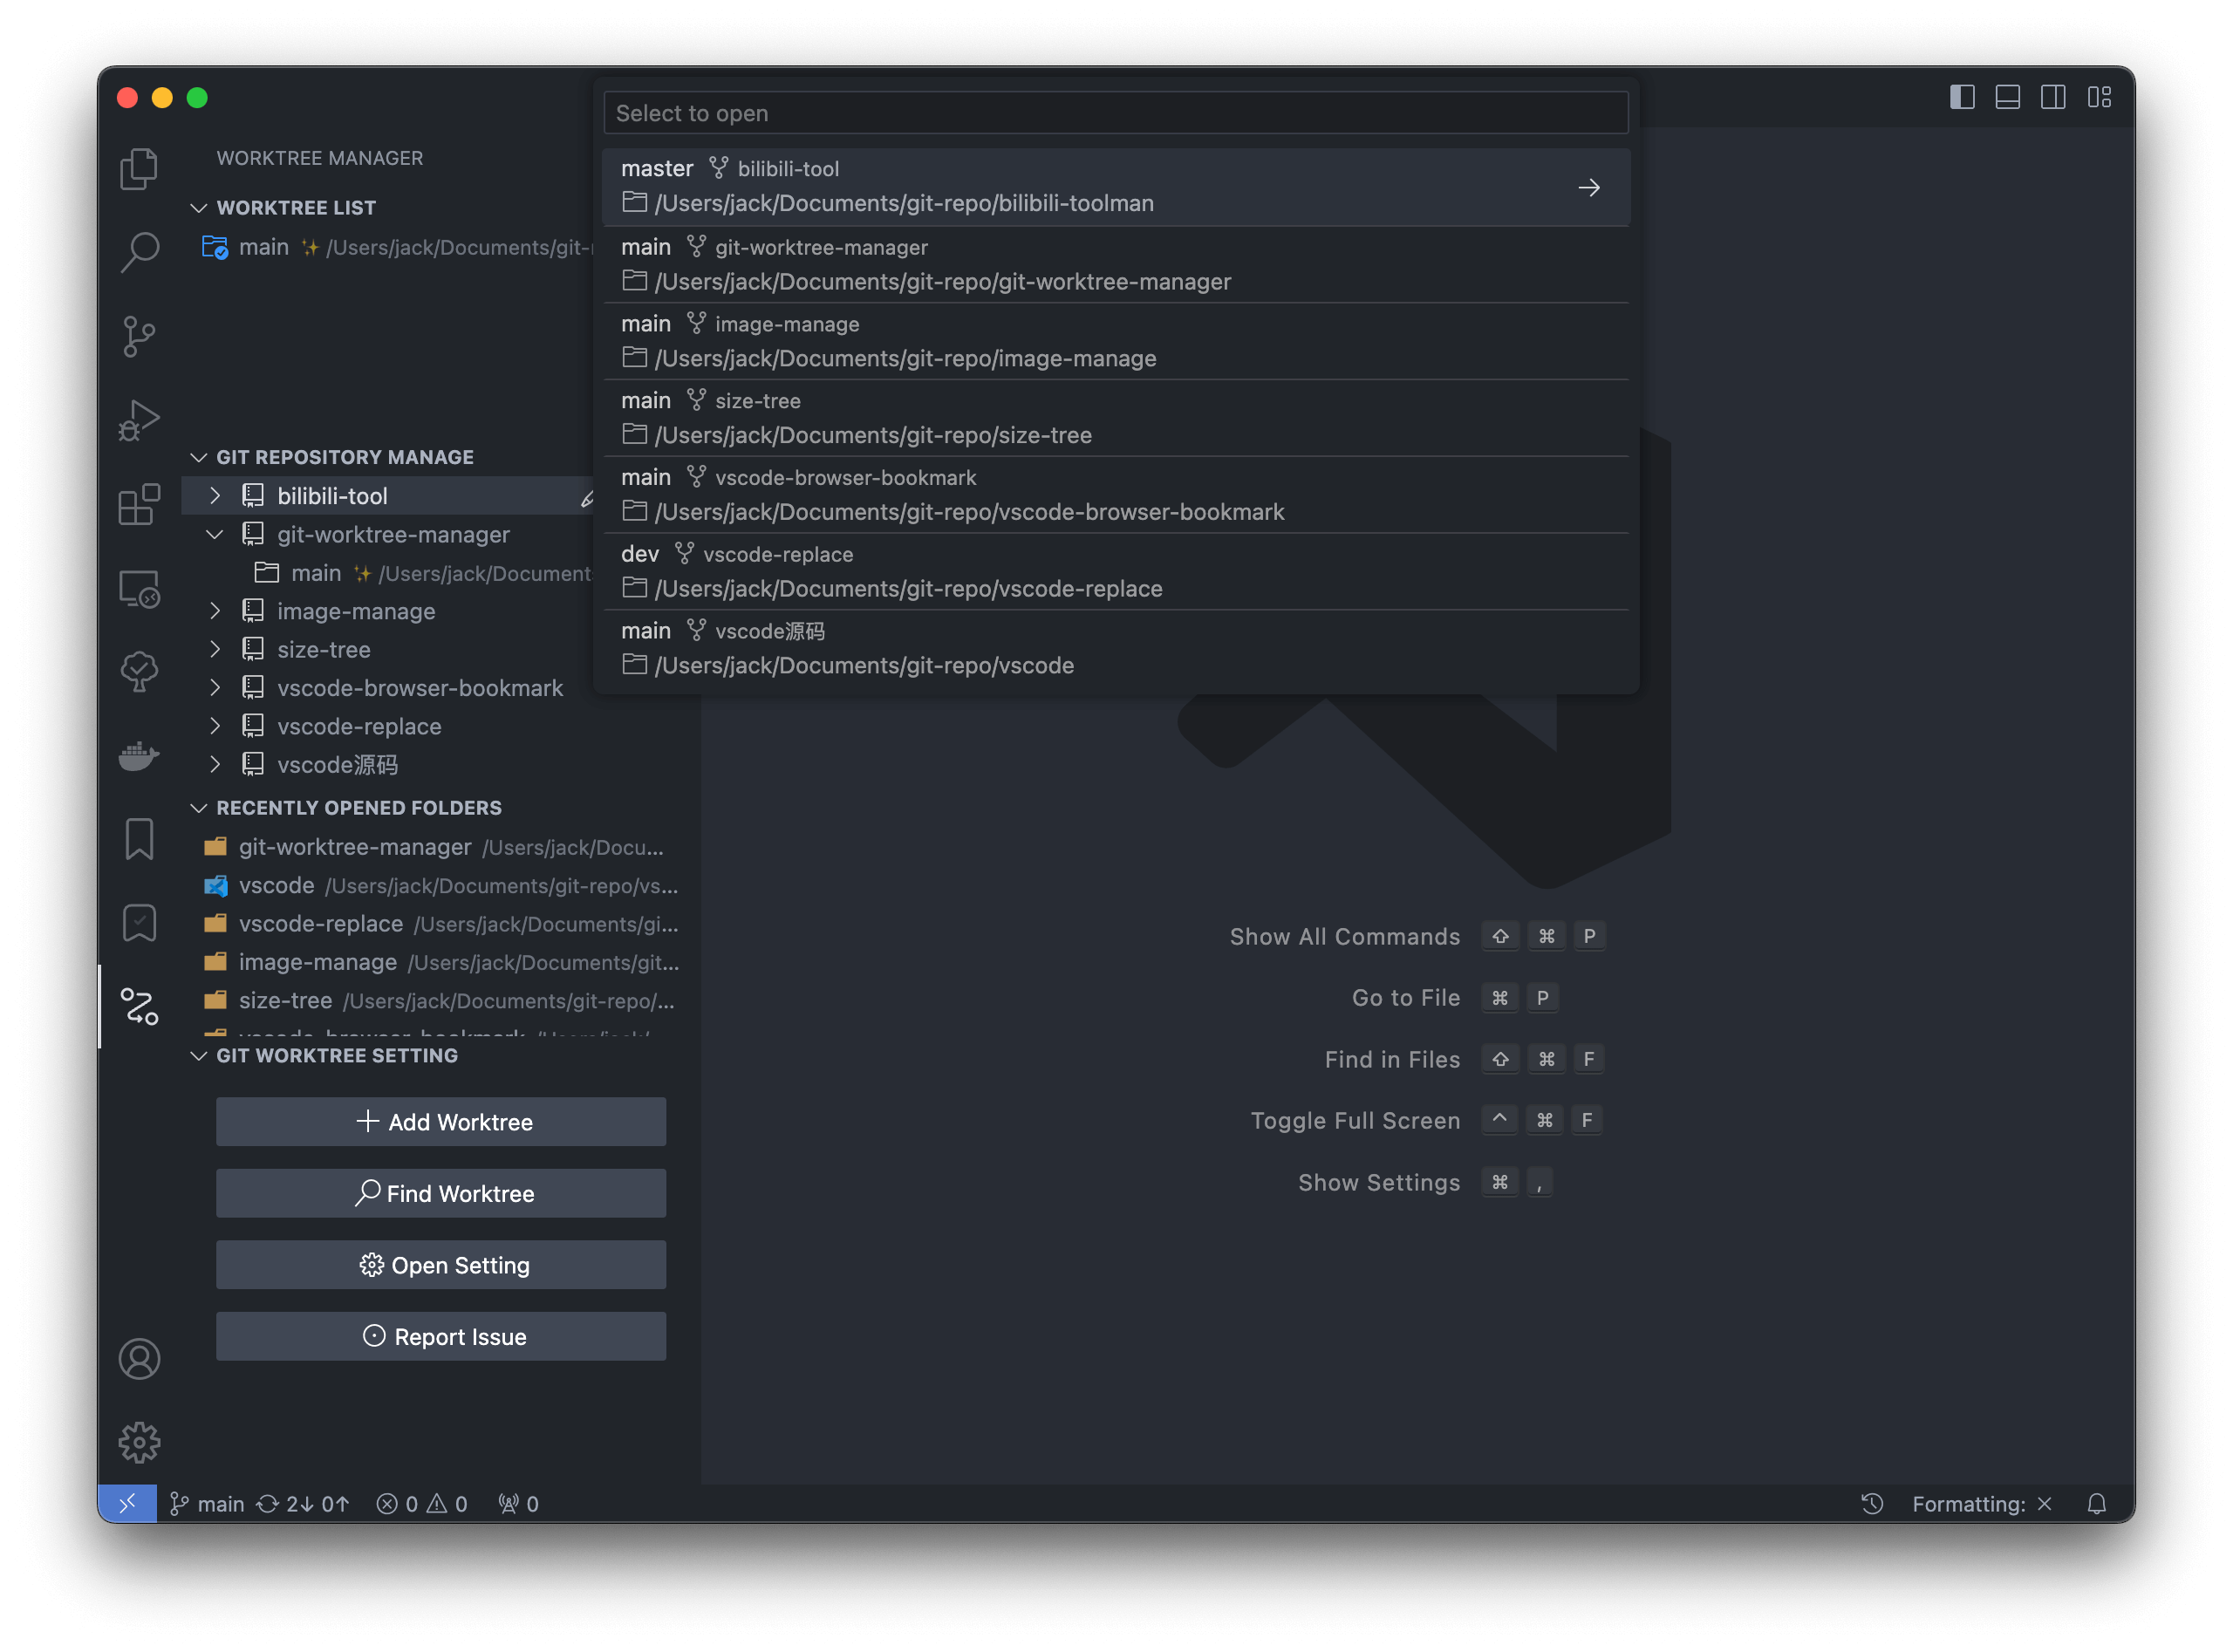 Select to open
master bilibili-tool
/Users/jack/Documents/git-repo/bilibili-toolman
main git-worktree-manager
/Users/jack/Documents/git-repo/git-worktree-manager
main image-manage
/Users/jack/Documents/git-repo/image-manage
main size-tree
/Users/jack/Documents/git-repo/size-tree
main vscode-browser-bookmark
/Users/jack/Documents/git-repo/vscode-browser-bookmark
dev vscode-replace
/Users/jack/Documents/git-repo/vscode-replace
main vscode源码
/Users/jack/Documents/git-repo/vscode
WORKTREE MANAGER
WORKTREE LIST
main ✨ /Users/jack/Documents/git-
GIT REPOSITORY MANAGE
bilibili-tool
git-worktree-manager
main ✨ /Users/jack/Document
image-manage
size-tree
vscode-browser-bookmark
vscode-replace
vscode源码
RECENTLY OPENED FOLDERS
git-worktree-manager /Users/jack/Docu...
vscode /Users/jack/Documents/git-repo/vs...
vscode-replace /Users/jack/Documents/gi...
image-manage /Users/jack/Documents/git...
size-tree /Users/jack/Documents/git-repo/...
GIT WORKTREE SETTING
Add Worktree
Find Worktree
Open Setting
Report Issue
Show All Commands ⇧ ⌘ P
Go to File ⌘ P
Find in Files ⇧ ⌘ F
Toggle Full Screen ^ ⌘ F
Show Settings ⌘ ,
main 2↓ 0↑ 0 0 0
Formatting: ×